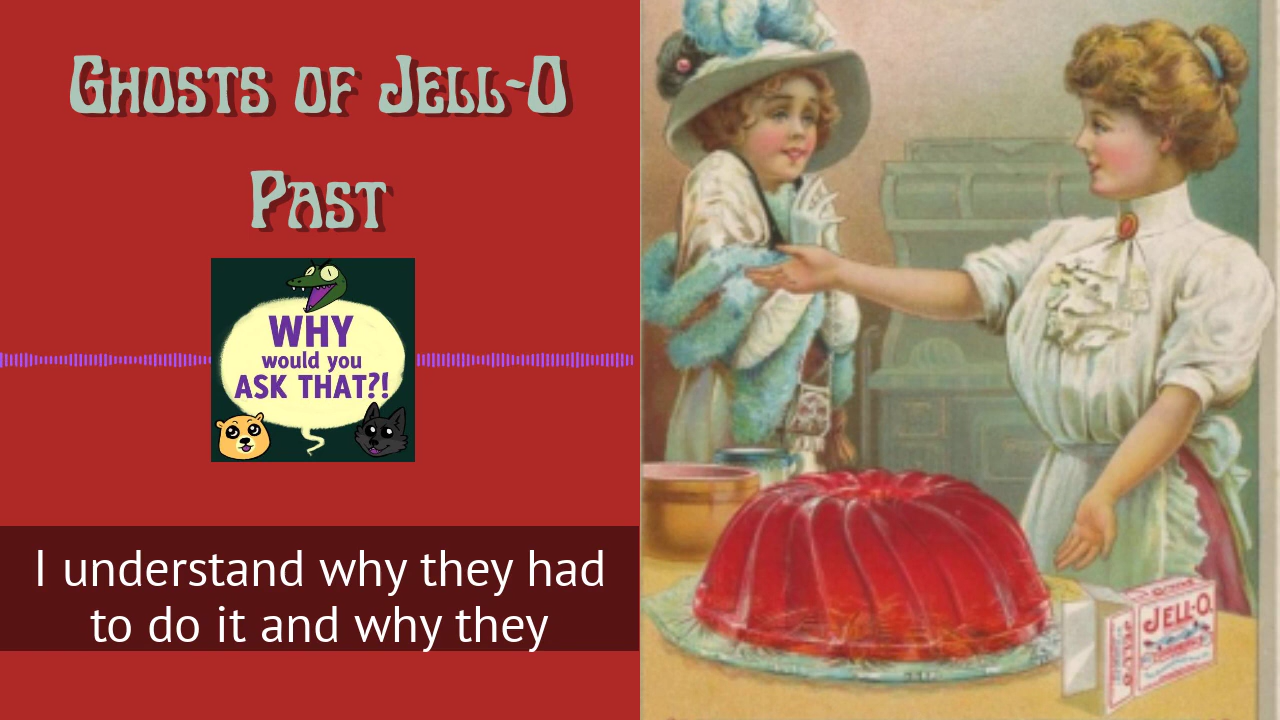 Ghosts of Jell-O
Past
WHY
would you
ASK THAT?!
I understand why they had
to do it and why they
JELL-O
JELL-O